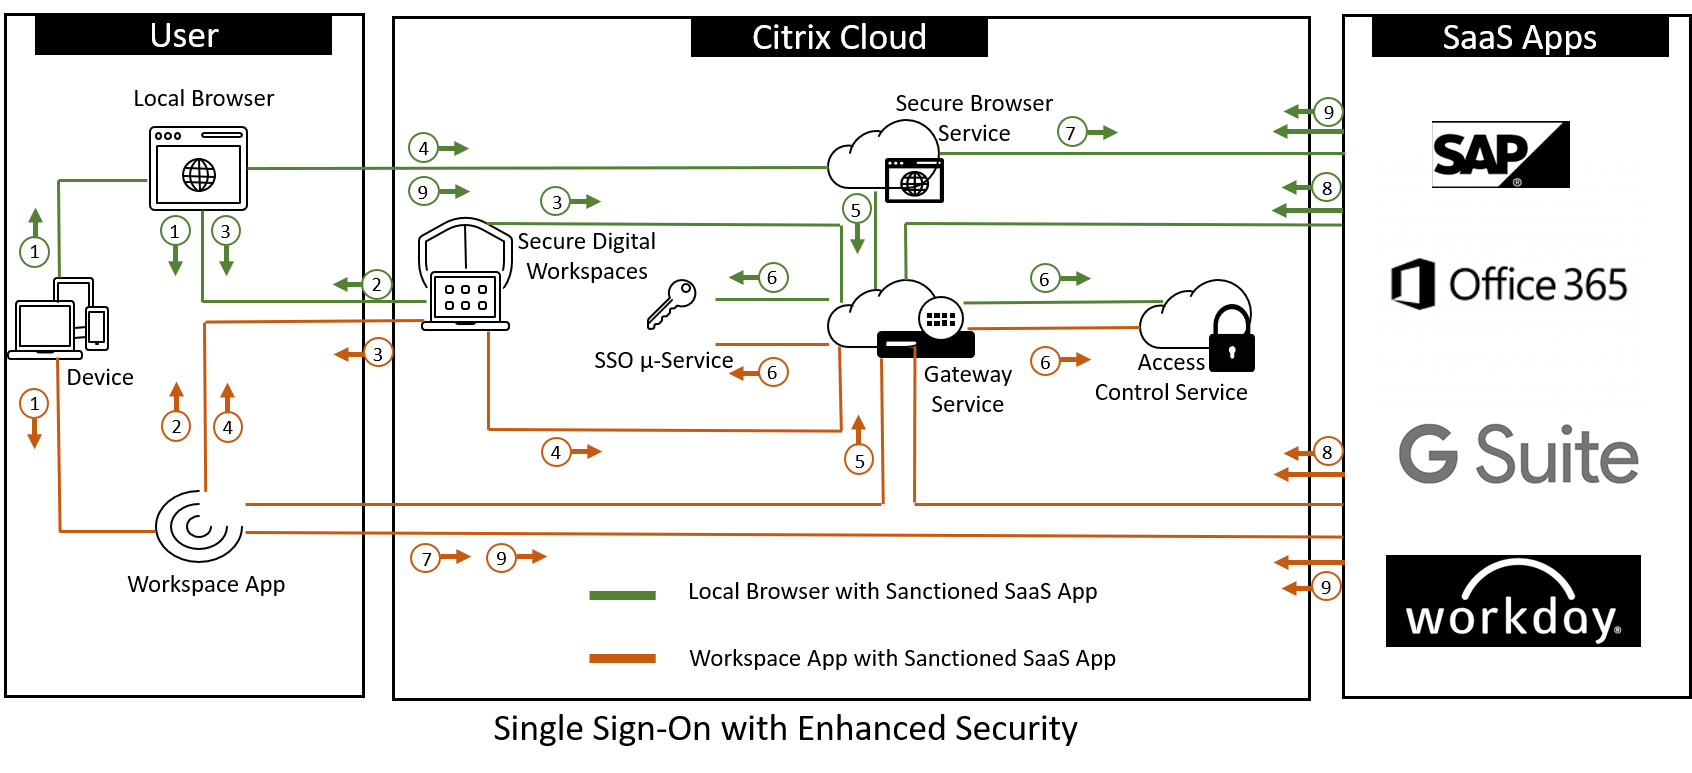 User
Citrix Cloud
SaaS Apps
Local Browser
Secure Browser
Service
7
9
4
SAP
®
9
3
8
1
3
5
1
Secure Digital
Workspaces
2
6
6
Office 365
SSO μ-Service
3
6
6
Device
Gateway
Service
Access
Control Service
1
2
4
4
5
8
G Suite
Workspace App
7
9
9
workday®
Local Browser with Sanctioned SaaS App
Workspace App with Sanctioned SaaS App
Single Sign-On with Enhanced Security